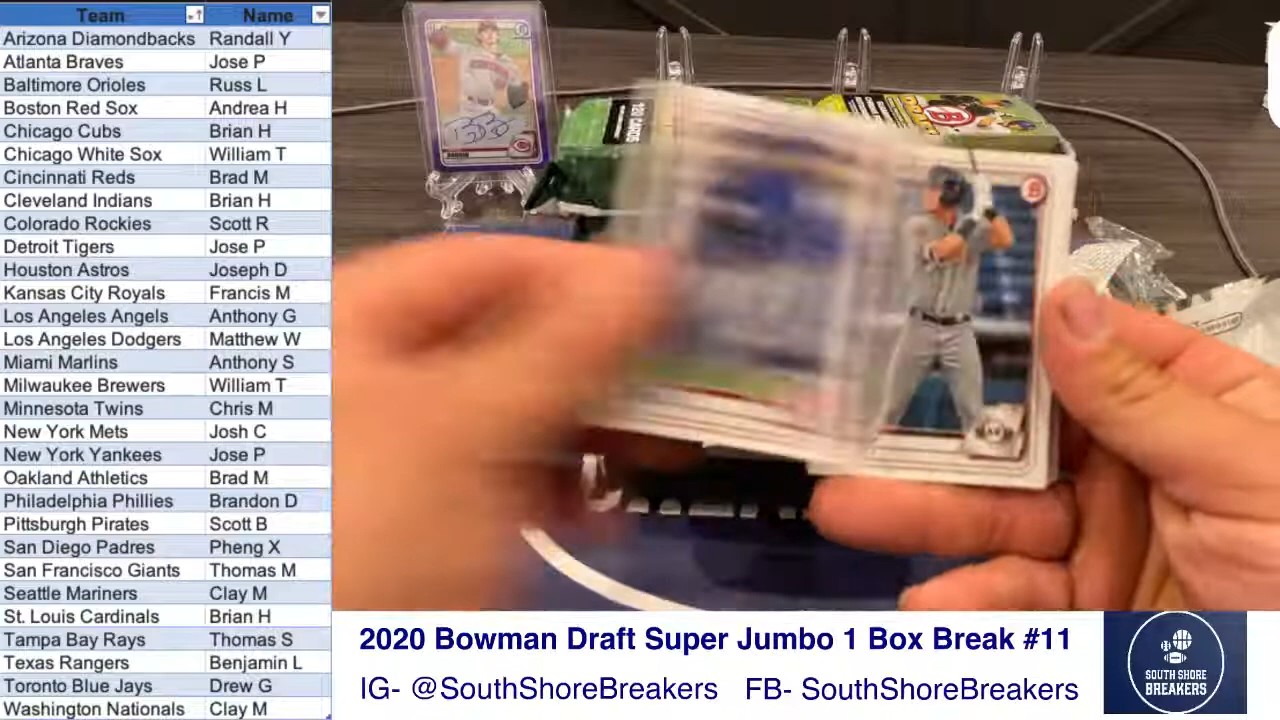 Team Name
Arizona Diamondbacks Randall Y
Atlanta Braves Jose P
Baltimore Orioles Russ L
Boston Red Sox Andrea H
Chicago Cubs Brian H
Chicago White Sox William T
Cincinnati Reds Brad M
Cleveland Indians Brian H
Colorado Rockies Scott R
Detroit Tigers Jose P
Houston Astros Joseph D
Kansas City Royals Francis M
Los Angeles Angels Anthony G
Los Angeles Dodgers Matthew W
Miami Marlins Anthony S
Milwaukee Brewers William T
Minnesota Twins Chris M
New York Mets Josh C
New York Yankees Jose P
Oakland Athletics Brad M
Philadelphia Phillies Brandon D
Pittsburgh Pirates Scott B
San Diego Padres Pheng X
San Francisco Giants Thomas M
Seattle Mariners Clay M
St. Louis Cardinals Brian H
Tampa Bay Rays Thomas S
Texas Rangers Benjamin L
Toronto Blue Jays Drew G
Washington Nationals Clay M
120 CARDS
2020 Bowman Draft Super Jumbo 1 Box Break #11
IG- @SouthShoreBreakers FB- SouthShoreBreakers
SOUTH SHORE
BREAKERS